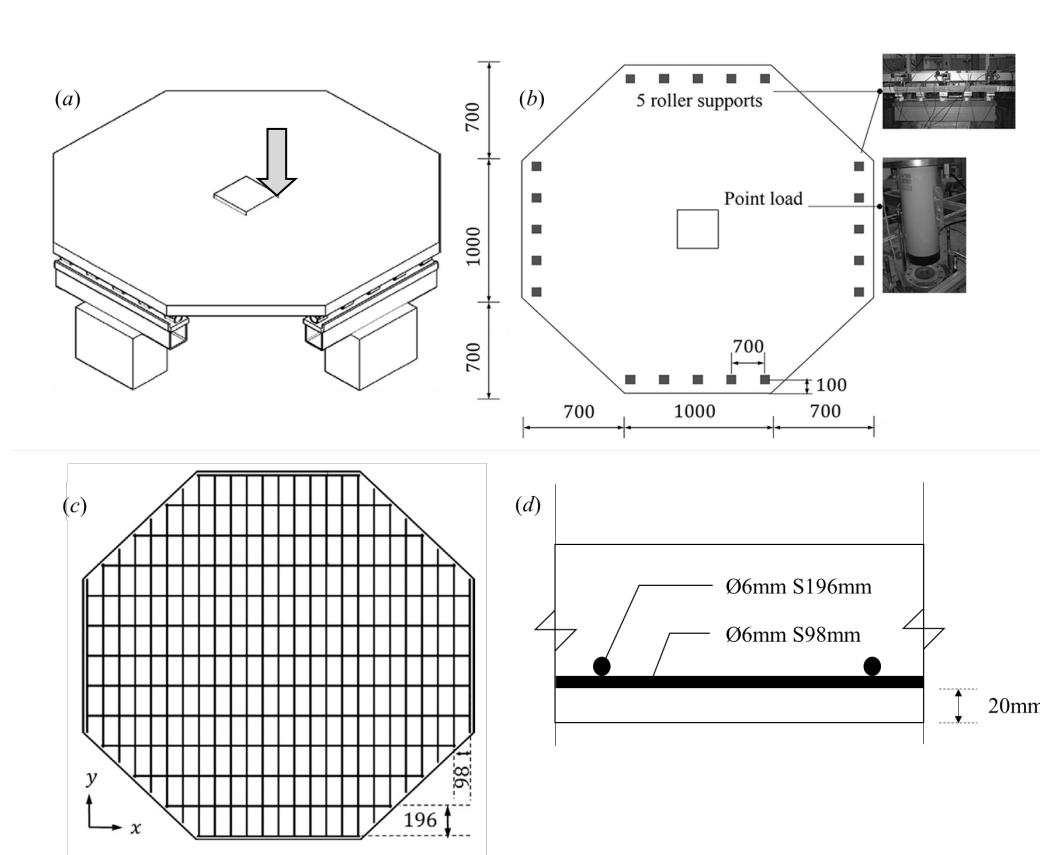 (a)
700
1000
700
(b)
5 roller supports
Point load
700
100
700
1000
700
(c)
98
196
y
x
(d)
Ø6mm S196mm
Ø6mm S98mm
20mm